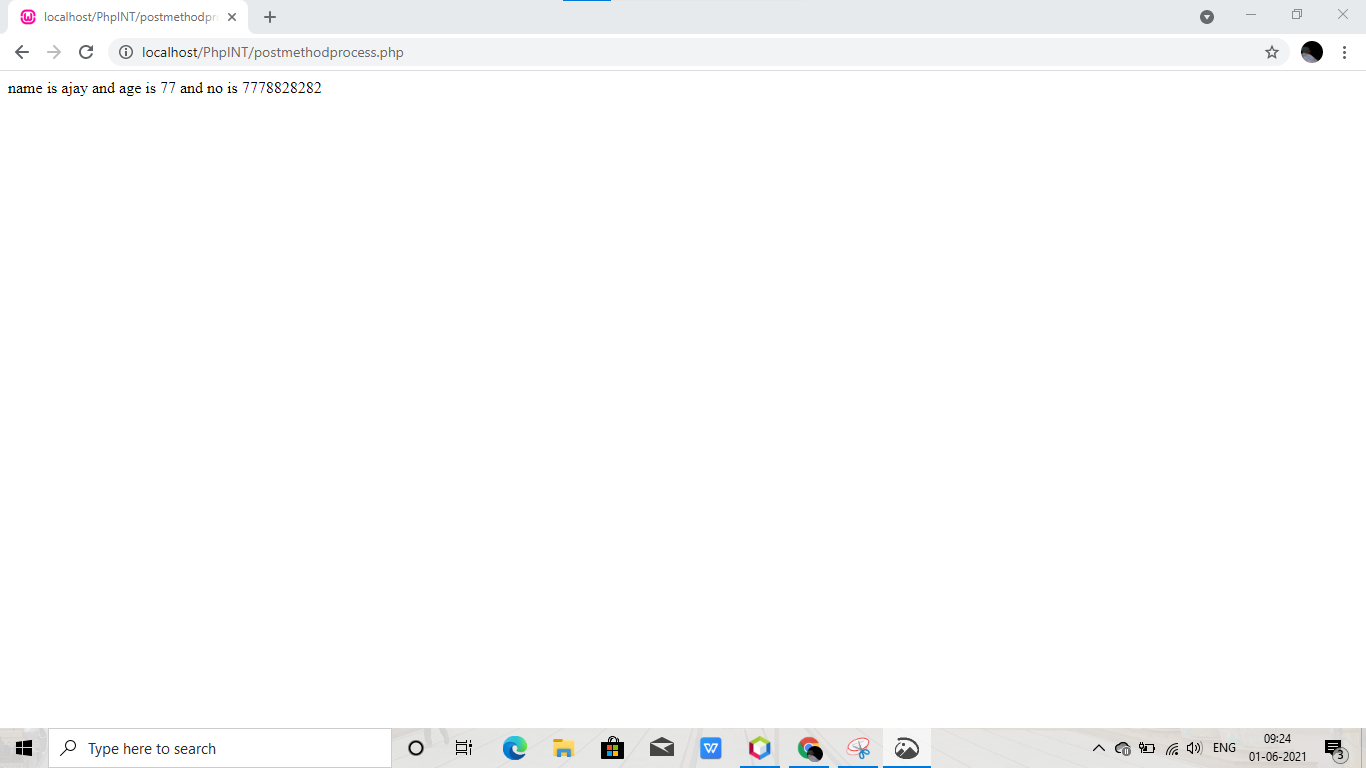 localhost/PhpINT/postmethodpr
localhost/PhpINT/postmethodprocess.php
name is ajay and age is 77 and no is 7778828282
Type here to search
W
ENG
09:24
01-06-2021
3